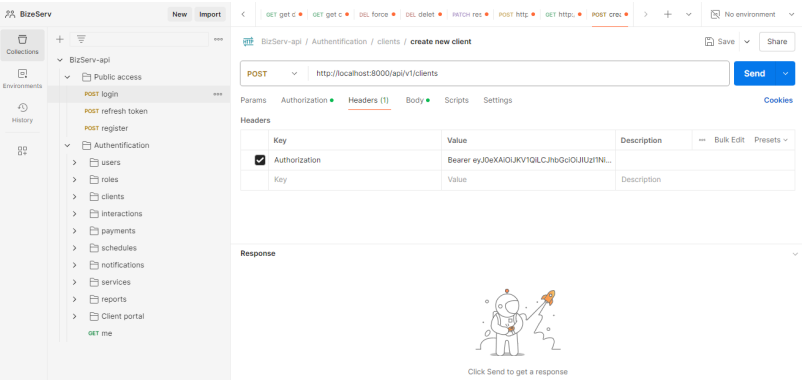 BizeServ
New
Import
GET get c
GET get c
DEL force
DEL delet
PATCH res
POST http
GET http:
POST crea
No environment
Collections
Environments
History
BizServ-api
Public access
POST login
POST refresh token
POST register
Authentification
users
roles
clients
interactions
payments
schedules
notifications
services
reports
Client portal
GET me
HTTP BizServ-api / Authentification / clients / create new client
Save
Share
POST http://localhost:8000/api/v1/clients
Send
Params Authorization Headers (1) Body Scripts Settings Cookies
Headers
Key Value Description Bulk Edit Presets
Authorization Bearer eyJ0eXAiOiJKV1QiLCJhbGciOiJIUzI1Ni...
Key Value Description
Response
Click Send to get a response